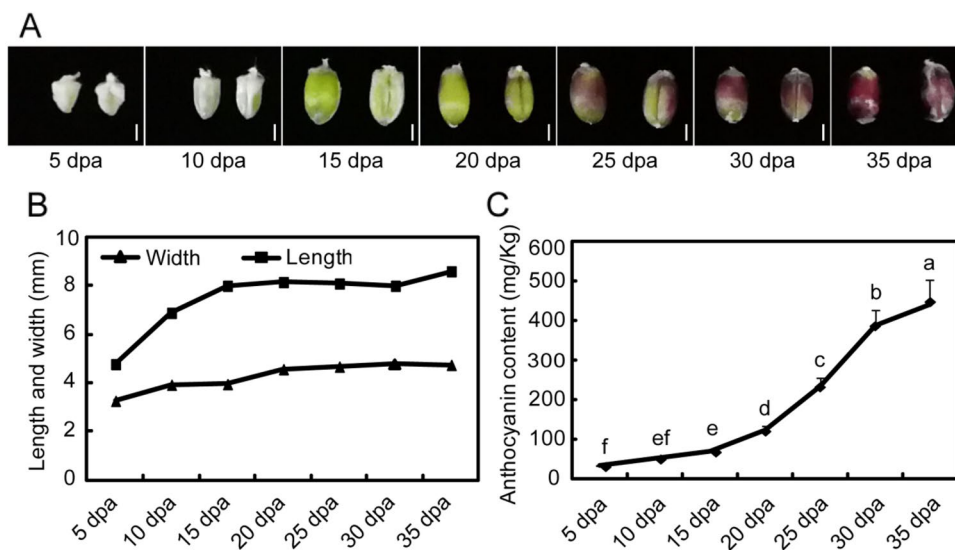 A
5 dpa 10 dpa 15 dpa 20 dpa 25 dpa 30 dpa 35 dpa
B
Length and width (mm)
10
8
6
4
2
0
Width Length
5 dpa 10 dpa 15 dpa 20 dpa 25 dpa 30 dpa 35 dpa
C
Anthocyanin content (mg/Kg)
600
500
400
300
200
100
0
f ef e d c b a
5 dpa 10 dpa 15 dpa 20 dpa 25 dpa 30 dpa 35 dpa